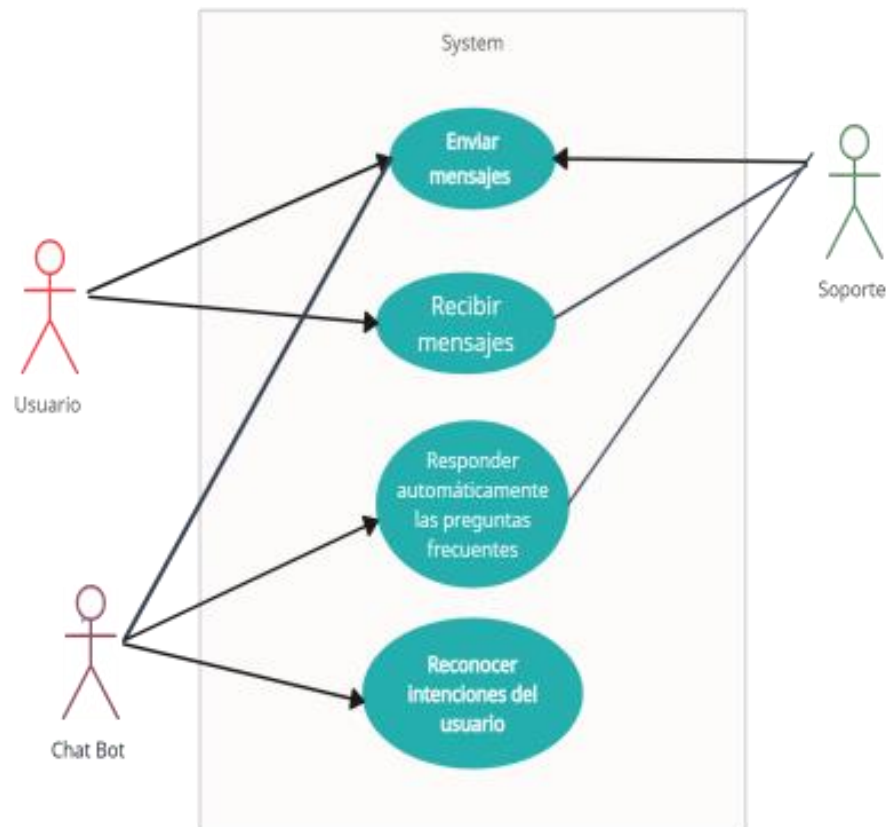 System
Enviar
mensajes
Usuario
Recibir
mensajes
Soporte
Responder
automáticamente
las preguntas
frecuentes
Chat Bot
Reconocer
intenciones del
usuario